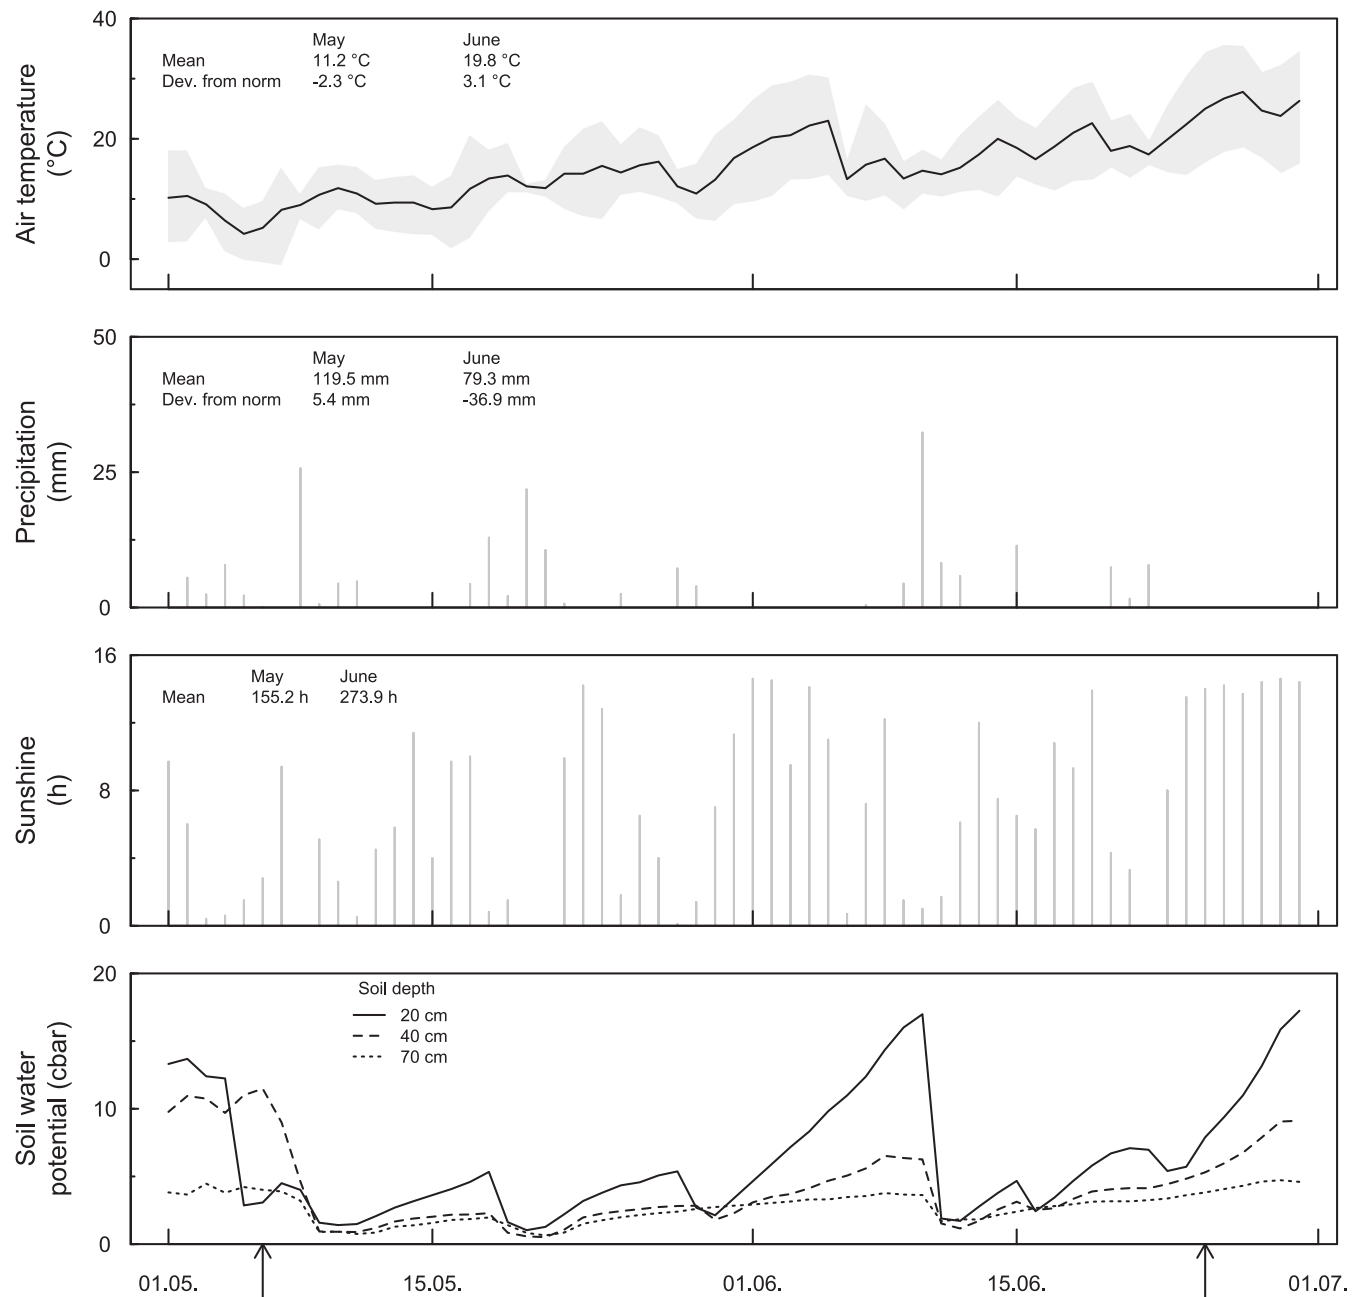 40
30
20
10
0
Air temperature
(°C)
May June
Mean 11.2 °C 19.8 °C
Dev. from norm -2.3 °C 3.1 °C
50
25
0
Precipitation
(mm)
May June
Mean 119.5 mm 79.3 mm
Dev. from norm 5.4 mm -36.9 mm
16
8
0
Sunshine
(h)
May June
Mean 155.2 h 273.9 h
20
10
0
Soil water
potential (cbar)
Soil depth
20 cm
40 cm
70 cm
01.05. 15.05. 01.06. 15.06. 01.07.